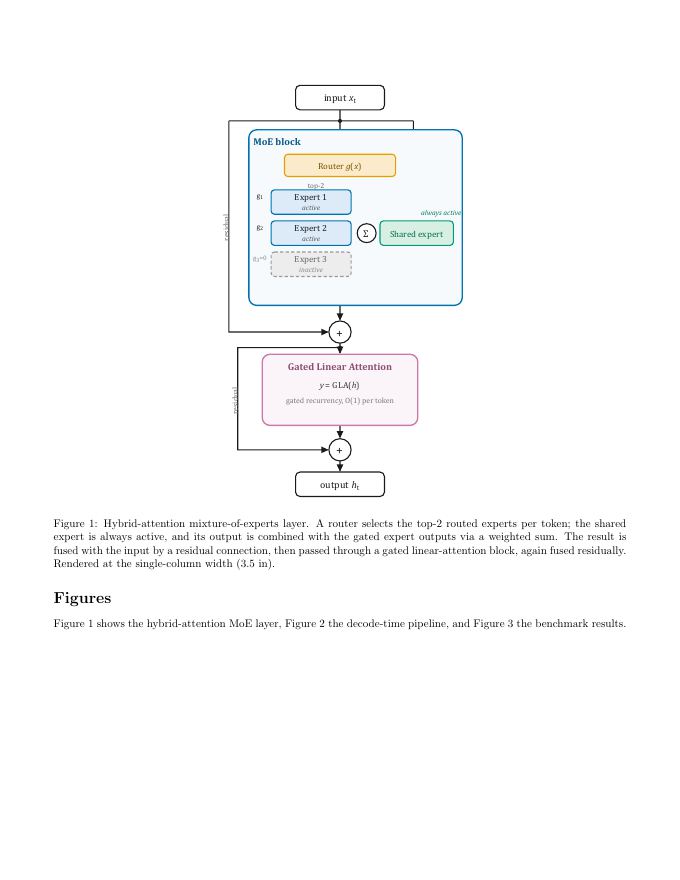 input xₜ
MoE block
Router g(x)
top-2
g₁
Expert 1
active
always active
residual
g₂
Expert 2
active
Σ
Shared expert
g₃=0
Expert 3
inactive
+
Gated Linear Attention
y = GLA(h)
gated recurrency, O(1) per token
residual
+
output hₜ
Figure 1: Hybrid-attention mixture-of-experts layer. A router selects the top-2 routed experts per token; the shared
expert is always active, and its output is combined with the gated expert outputs via a weighted sum. The result is
fused with the input by a residual connection, then passed through a gated linear-attention block, again fused residually.
Rendered at the single-column width (3.5 in).
Figures
Figure 1 shows the hybrid-attention MoE layer, Figure 2 the decode-time pipeline, and Figure 3 the benchmark results.